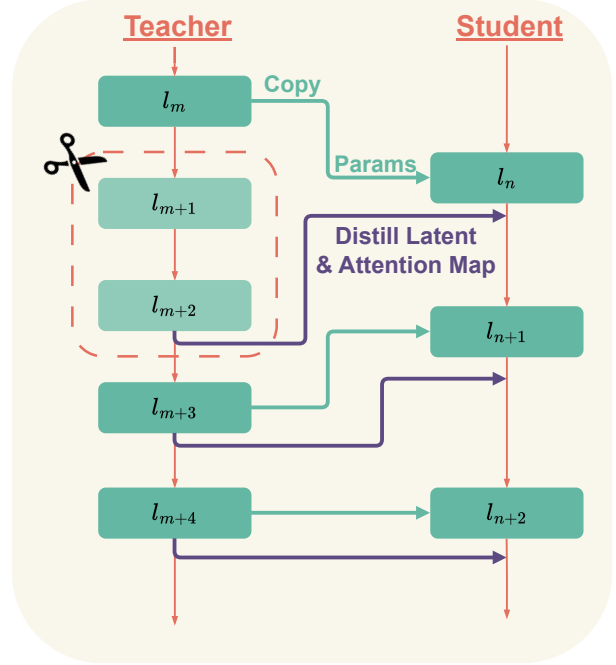 Teacher
Student
l_m
Copy
Params
l_n
l_{m+1}
Distill Latent
& Attention Map
l_{m+2}
l_{n+1}
l_{m+3}
l_{m+4}
l_{n+2}